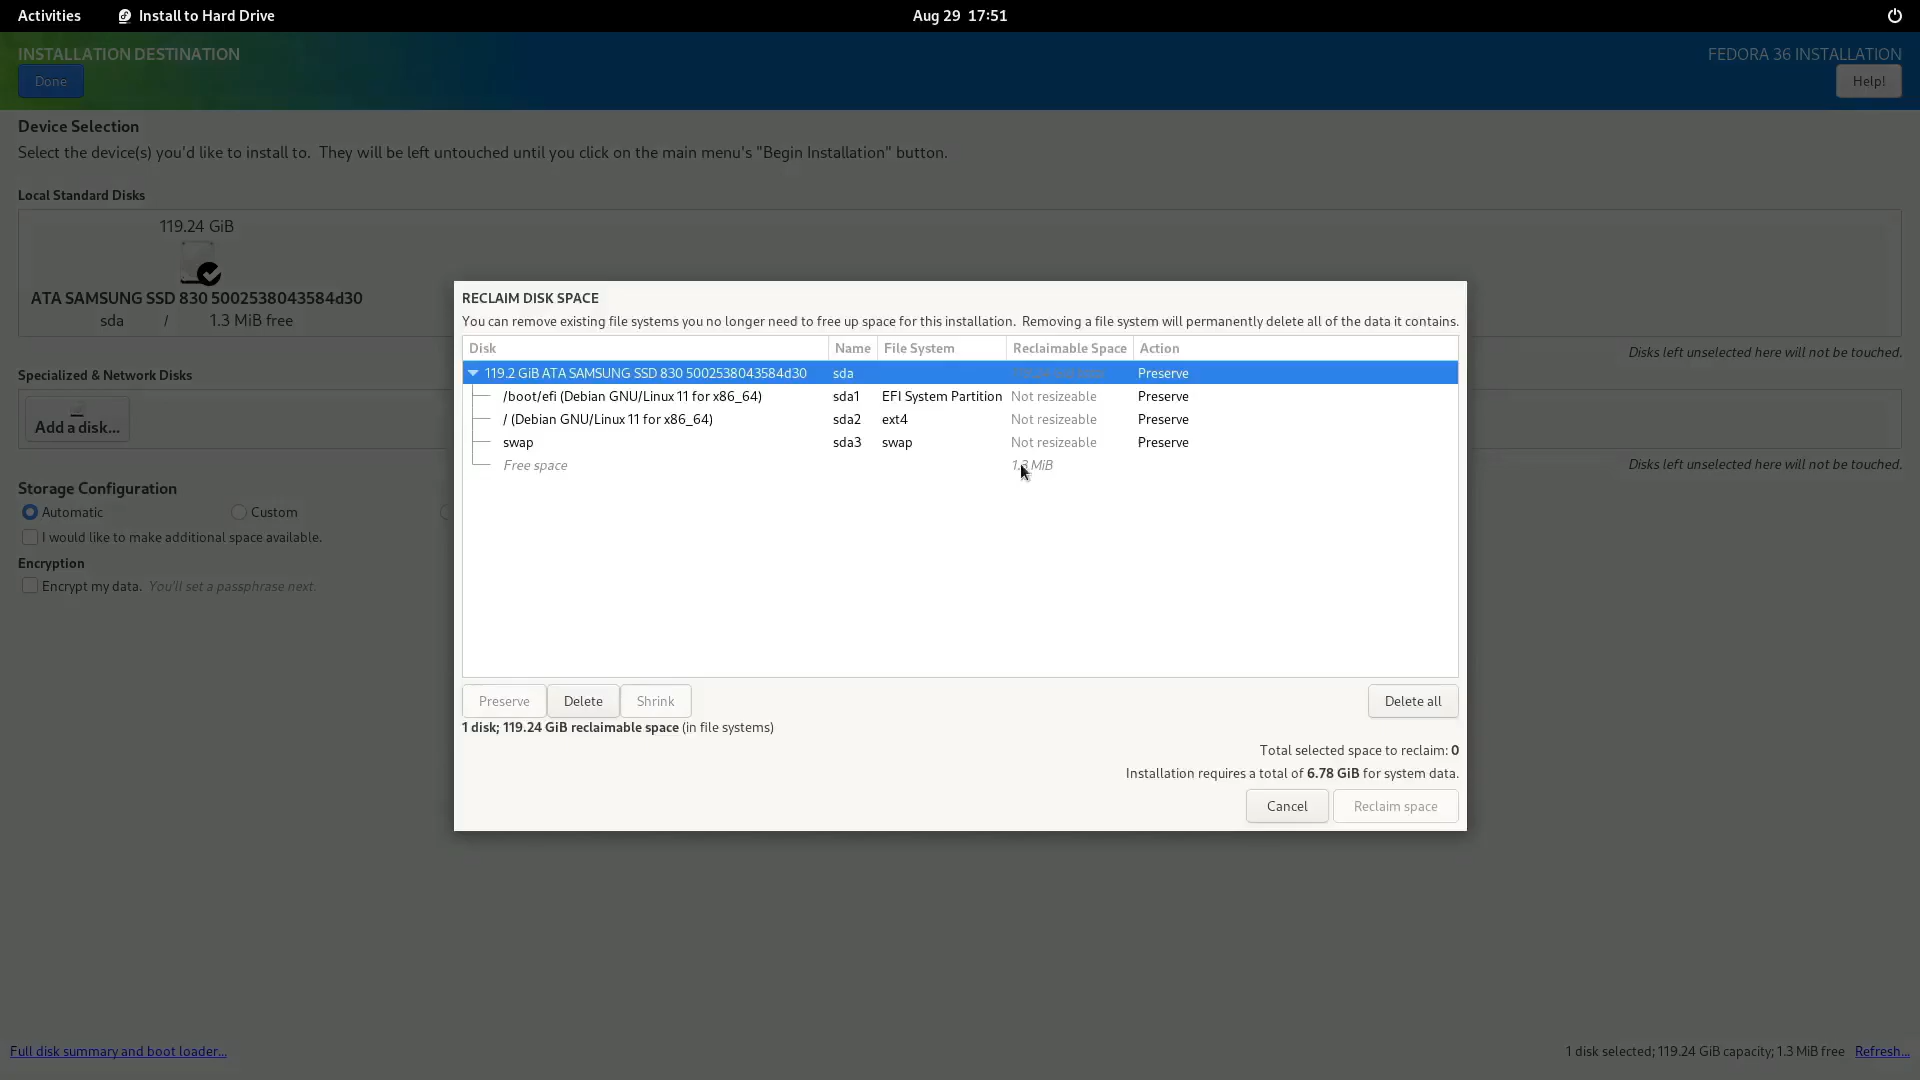 Activities Install to Hard Drive Aug 29 17:51
INSTALLATION DESTINATION FEDORA 36 INSTALLATION
Done Help!
Device Selection
Select the device(s) you'd like to install to. They will be left untouched until you click on the main menu's "Begin Installation" button.
Local Standard Disks
119.24 GiB
ATA SAMSUNG SSD 830 5002538043584d30
sda / 1.3 MiB free
Disks left unselected here will not be touched.
Specialized & Network Disks
Add a disk...
Disks left unselected here will not be touched.
Storage Configuration
Automatic Custom
I would like to make additional space available.
Encryption
Encrypt my data. You'll set a passphrase next.
RECLAIM DISK SPACE
You can remove existing file systems you no longer need to free up space for this installation. Removing a file system will permanently delete all of the data it contains.
Disk Name File System Reclaimable Space Action
119.2 GiB ATA SAMSUNG SSD 830 5002538043584d30 sda Preserve
/boot/efi (Debian GNU/Linux 11 for x86_64) sda1 EFI System Partition Not resizeable Preserve
/ (Debian GNU/Linux 11 for x86_64) sda2 ext4 Not resizeable Preserve
swap sda3 swap Not resizeable Preserve
Free space 1.3 MiB
Preserve Delete Shrink Delete all
1 disk; 119.24 GiB reclaimable space (in file systems)
Total selected space to reclaim: 0
Installation requires a total of 6.78 GiB for system data.
Cancel Reclaim space
Full disk summary and boot loader... 1 disk selected; 119.24 GiB capacity; 1.3 MiB free Refresh...